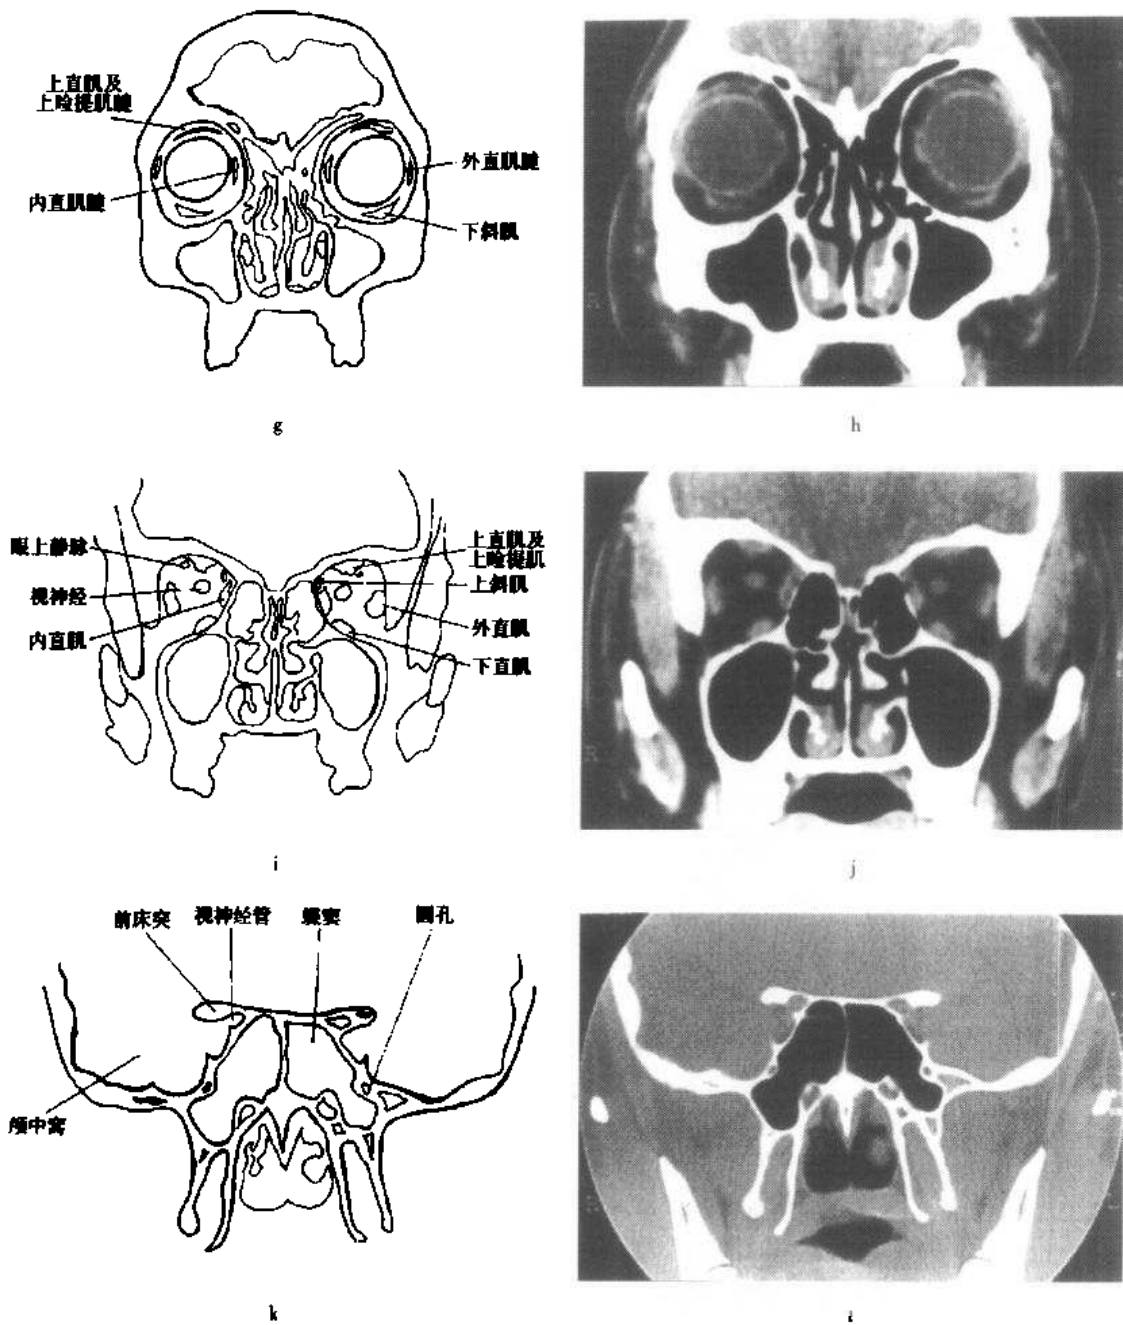 上直肌及
上睑提肌腱
内直肌腱
外直肌腱
下斜肌
g
h
眼上静脉
视神经
内直肌
上直肌及
上睑提肌
上斜肌
外直肌
下直肌
i
j
前床突
视神经管
蝶窦
圆孔
颅中窝
k
l